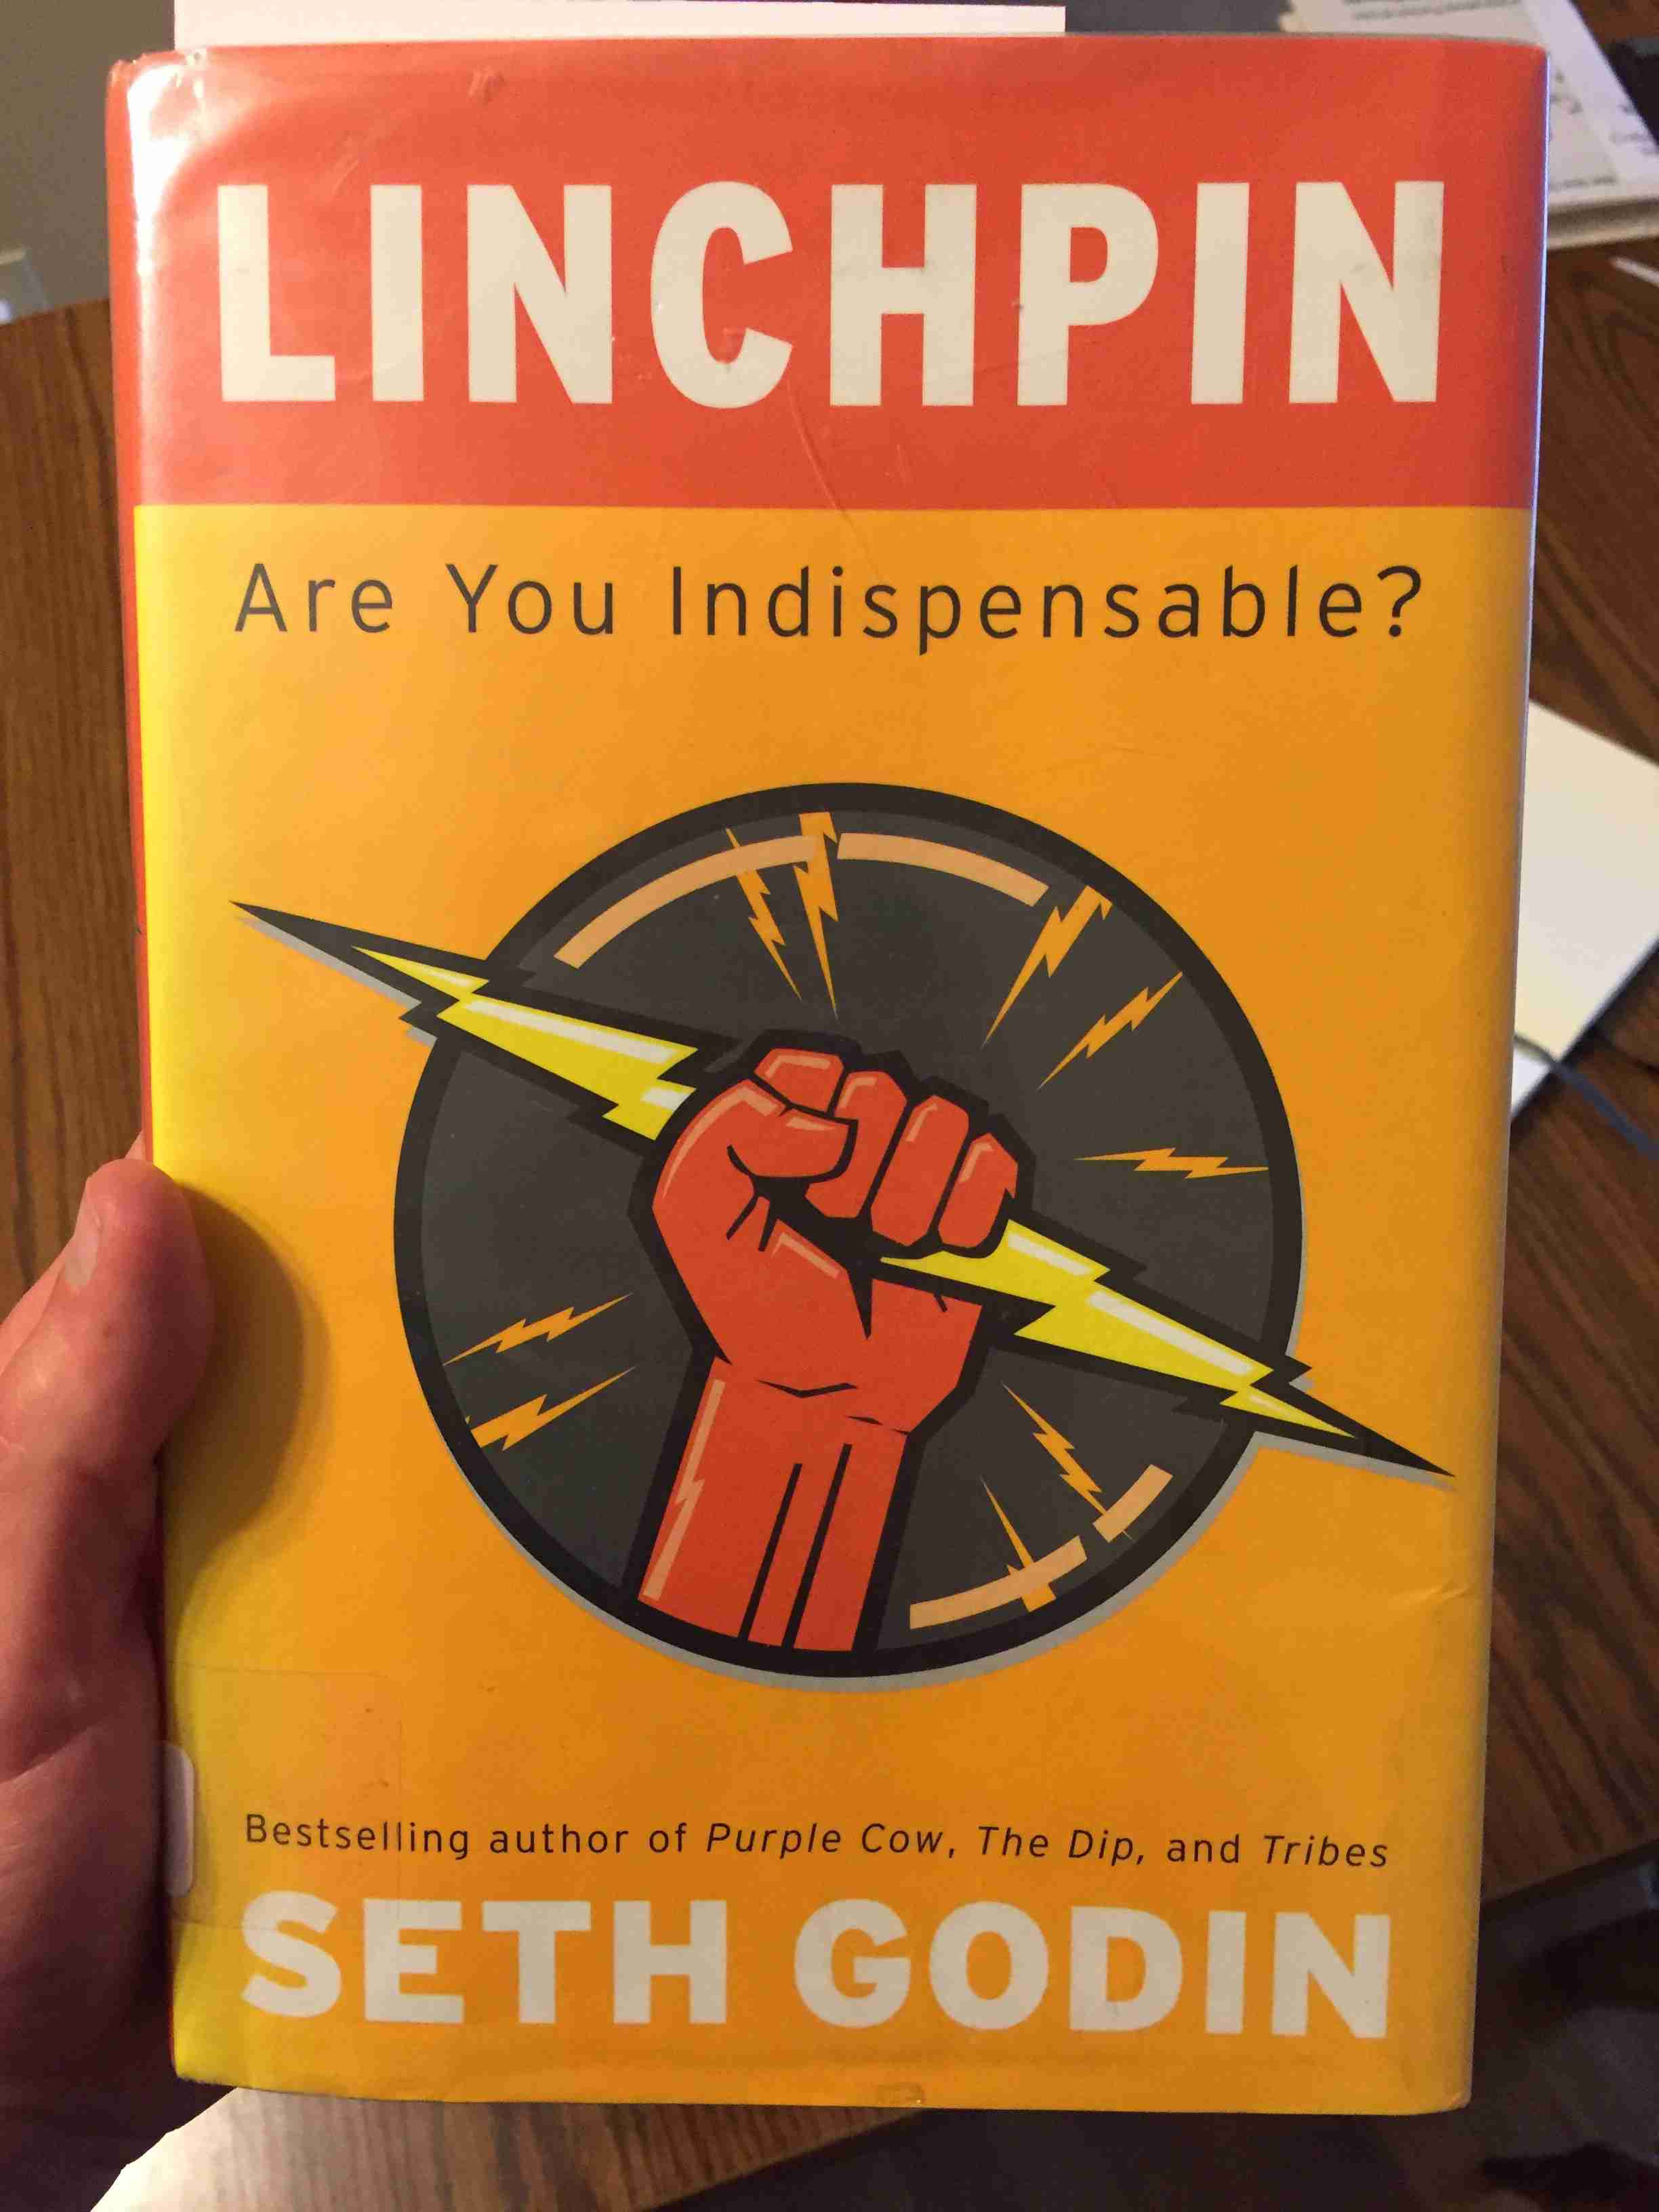 LINCHPIN
Are You Indispensable?
Bestselling author of Purple Cow, The Dip, and Tribes
SETH GODIN